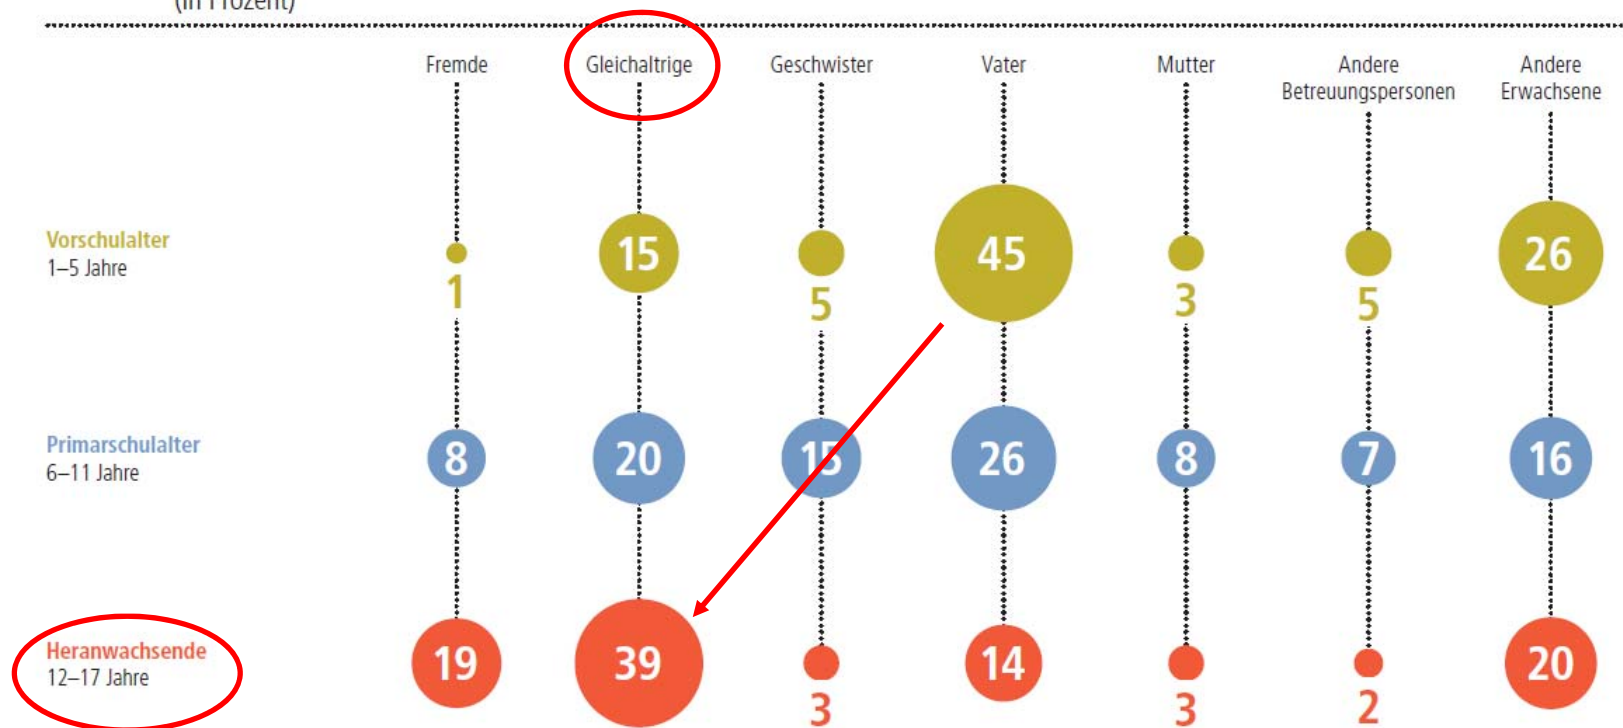 (in Prozent)
Fremde Gleichaltrige Geschwister Vater Mutter Andere Betreuungspersonen Andere Erwachsene
Vorschulalter
1–5 Jahre
1 15 5 45 3 5 26
Primarschulalter
6–11 Jahre
8 20 15 26 8 7 16
Heranwachsende
12–17 Jahre
19 39 3 14 3 2 20